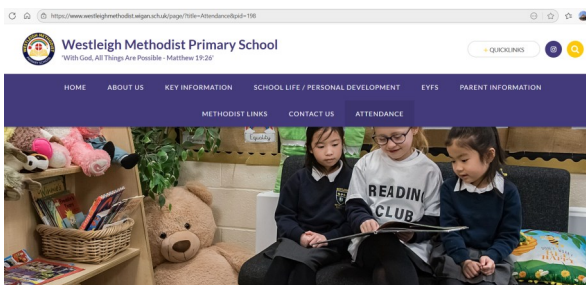 https://www.westleighmethodist.wigan.sch.uk/page/?title=Attendance&pid=198
Westleigh Methodist Primary School
'With God, All Things Are Possible - Matthew 19:26'
QUICKLINKS
HOME ABOUT US KEY INFORMATION SCHOOL LIFE / PERSONAL DEVELOPMENT EYFS PARENT INFORMATION
METHODIST LINKS CONTACT US ATTENDANCE
READING
CLUB